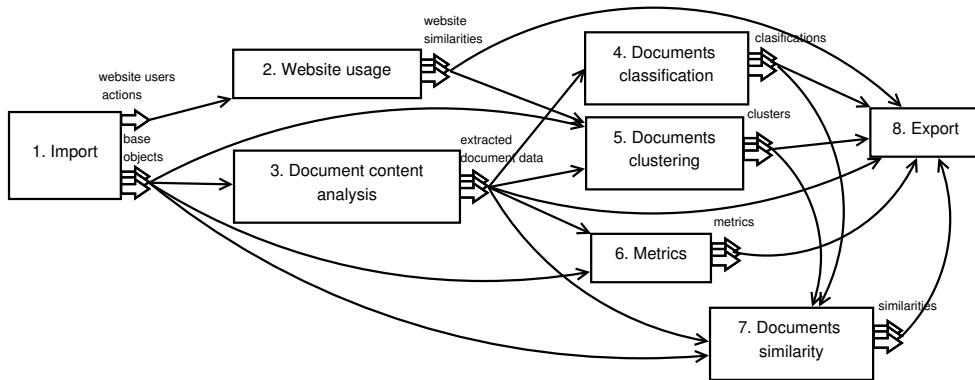 website users
actions
1. Import
base
objects
2. Website usage
website
similarities
3. Document content
analysis
extracted
document data
4. Documents
classification
clasifications
5. Documents
clustering
clusters
6. Metrics
metrics
7. Documents
similarity
similarities
8. Export